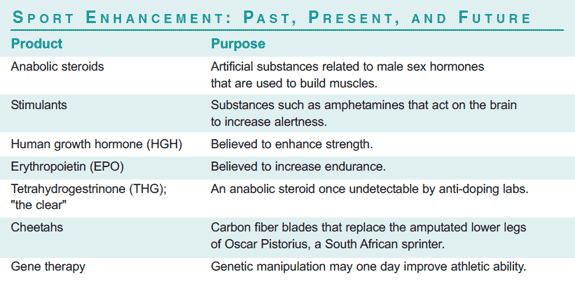 SPORT ENHANCEMENT: PAST, PRESENT, AND FUTURE
Product Purpose
Anabolic steroids Artificial substances related to male sex hormones
that are used to build muscles.
Stimulants Substances such as amphetamines that act on the brain
to increase alertness.
Human growth hormone (HGH) Believed to enhance strength.
Erythropoietin (EPO) Believed to increase endurance.
Tetrahydrogestrinone (THG); An anabolic steroid once undetectable by anti-doping labs.
"the clear"
Cheetahs Carbon fiber blades that replace the amputated lower legs
of Oscar Pistorius, a South African sprinter.
Gene therapy Genetic manipulation may one day improve athletic ability.